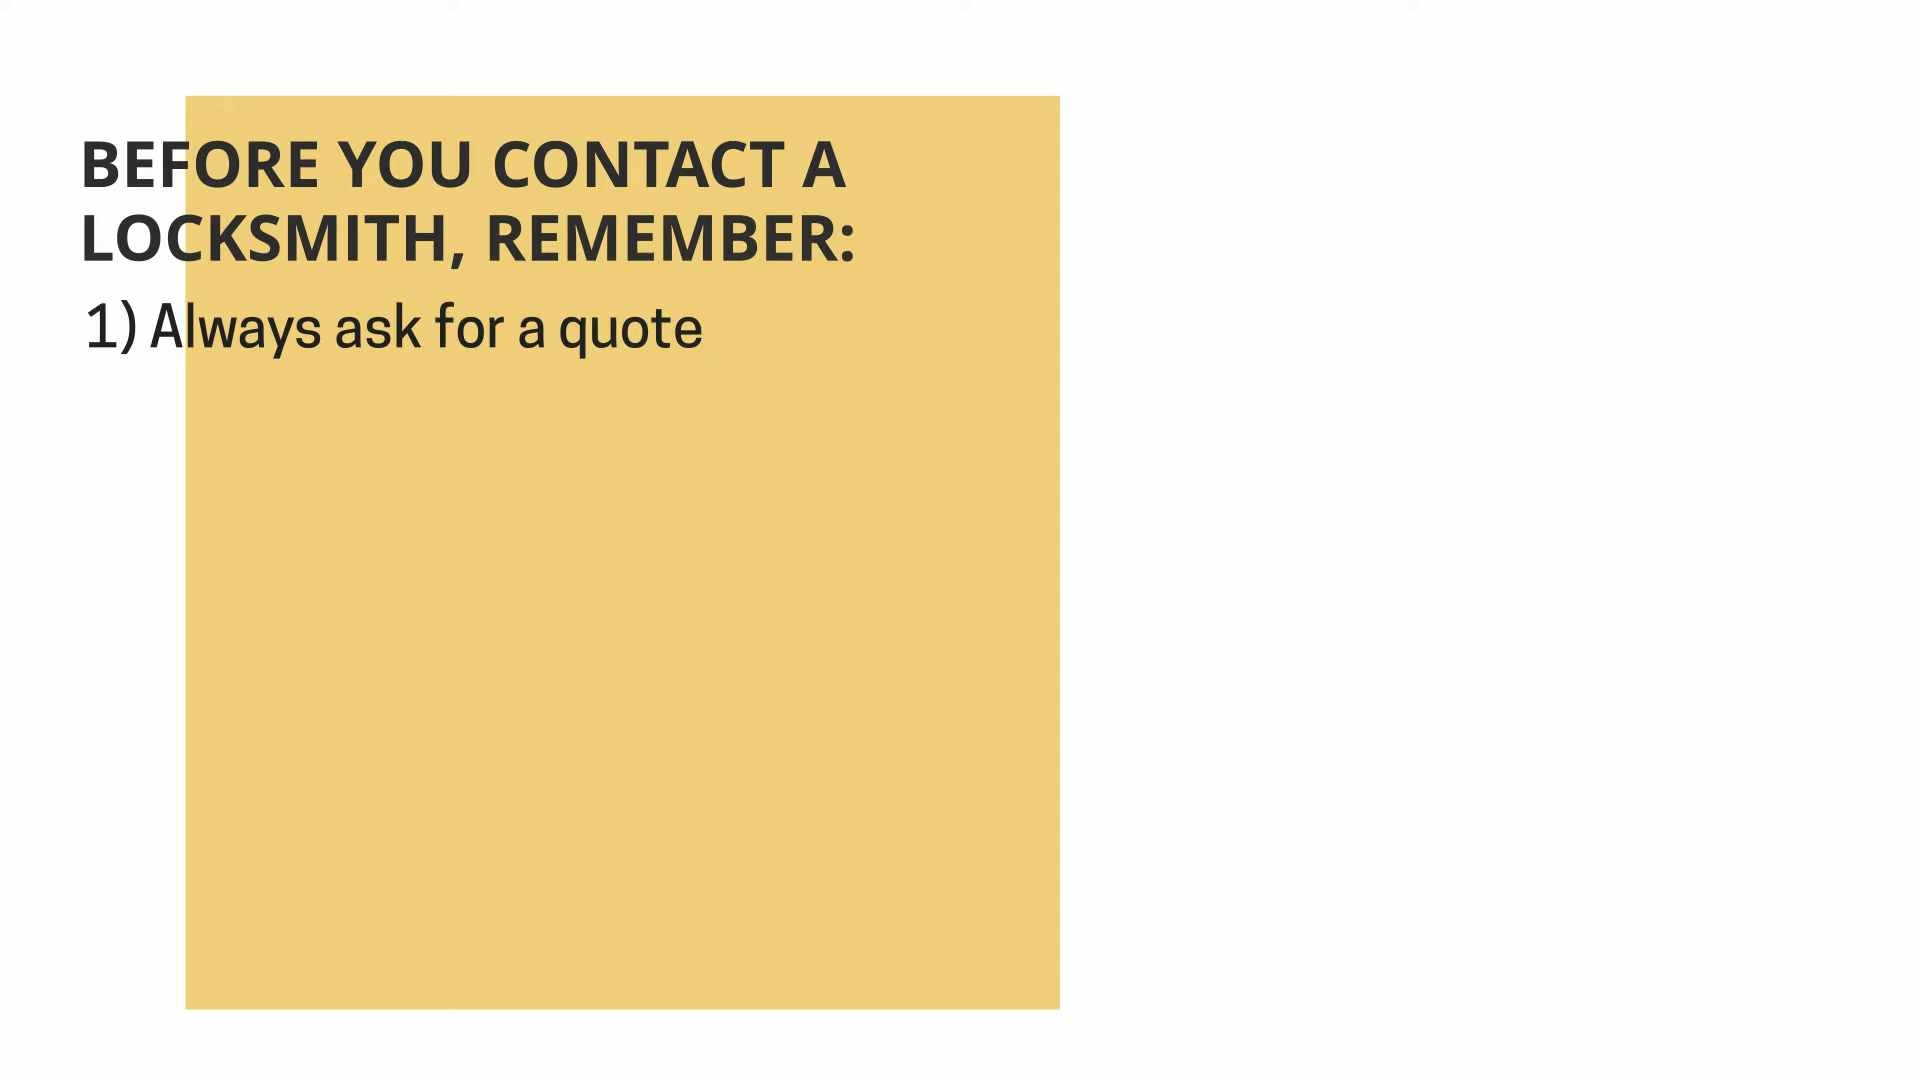 BEFORE YOU CONTACT A
LOCKSMITH, REMEMBER:
1) Always ask for a quote